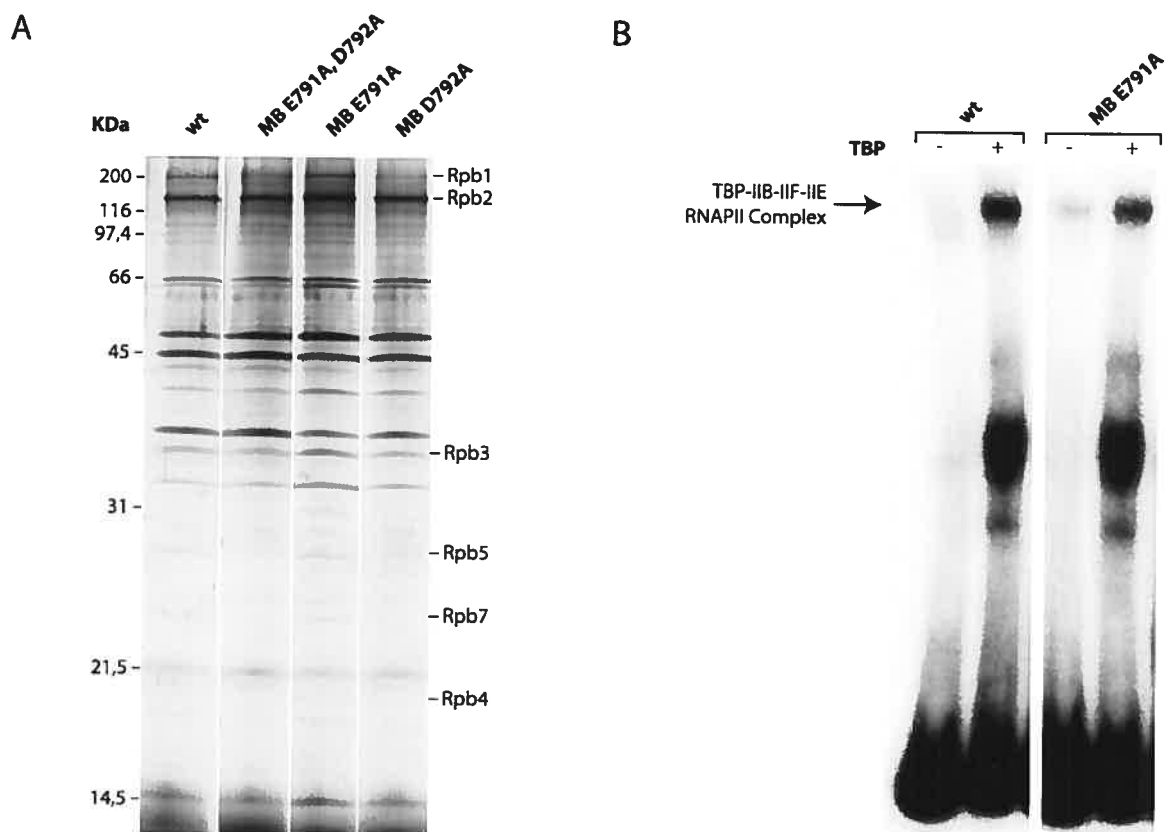 A
KDa
wt
MB E791A, D792A
MB E791A
MB D792A
200
116
97,4
66
45
31
21,5
14,5
Rpb1
Rpb2
Rpb3
Rpb5
Rpb7
Rpb4
B
wt
MB E791A
TBP - + - +
TBP-IIB-IIF-IIE
RNAPII Complex